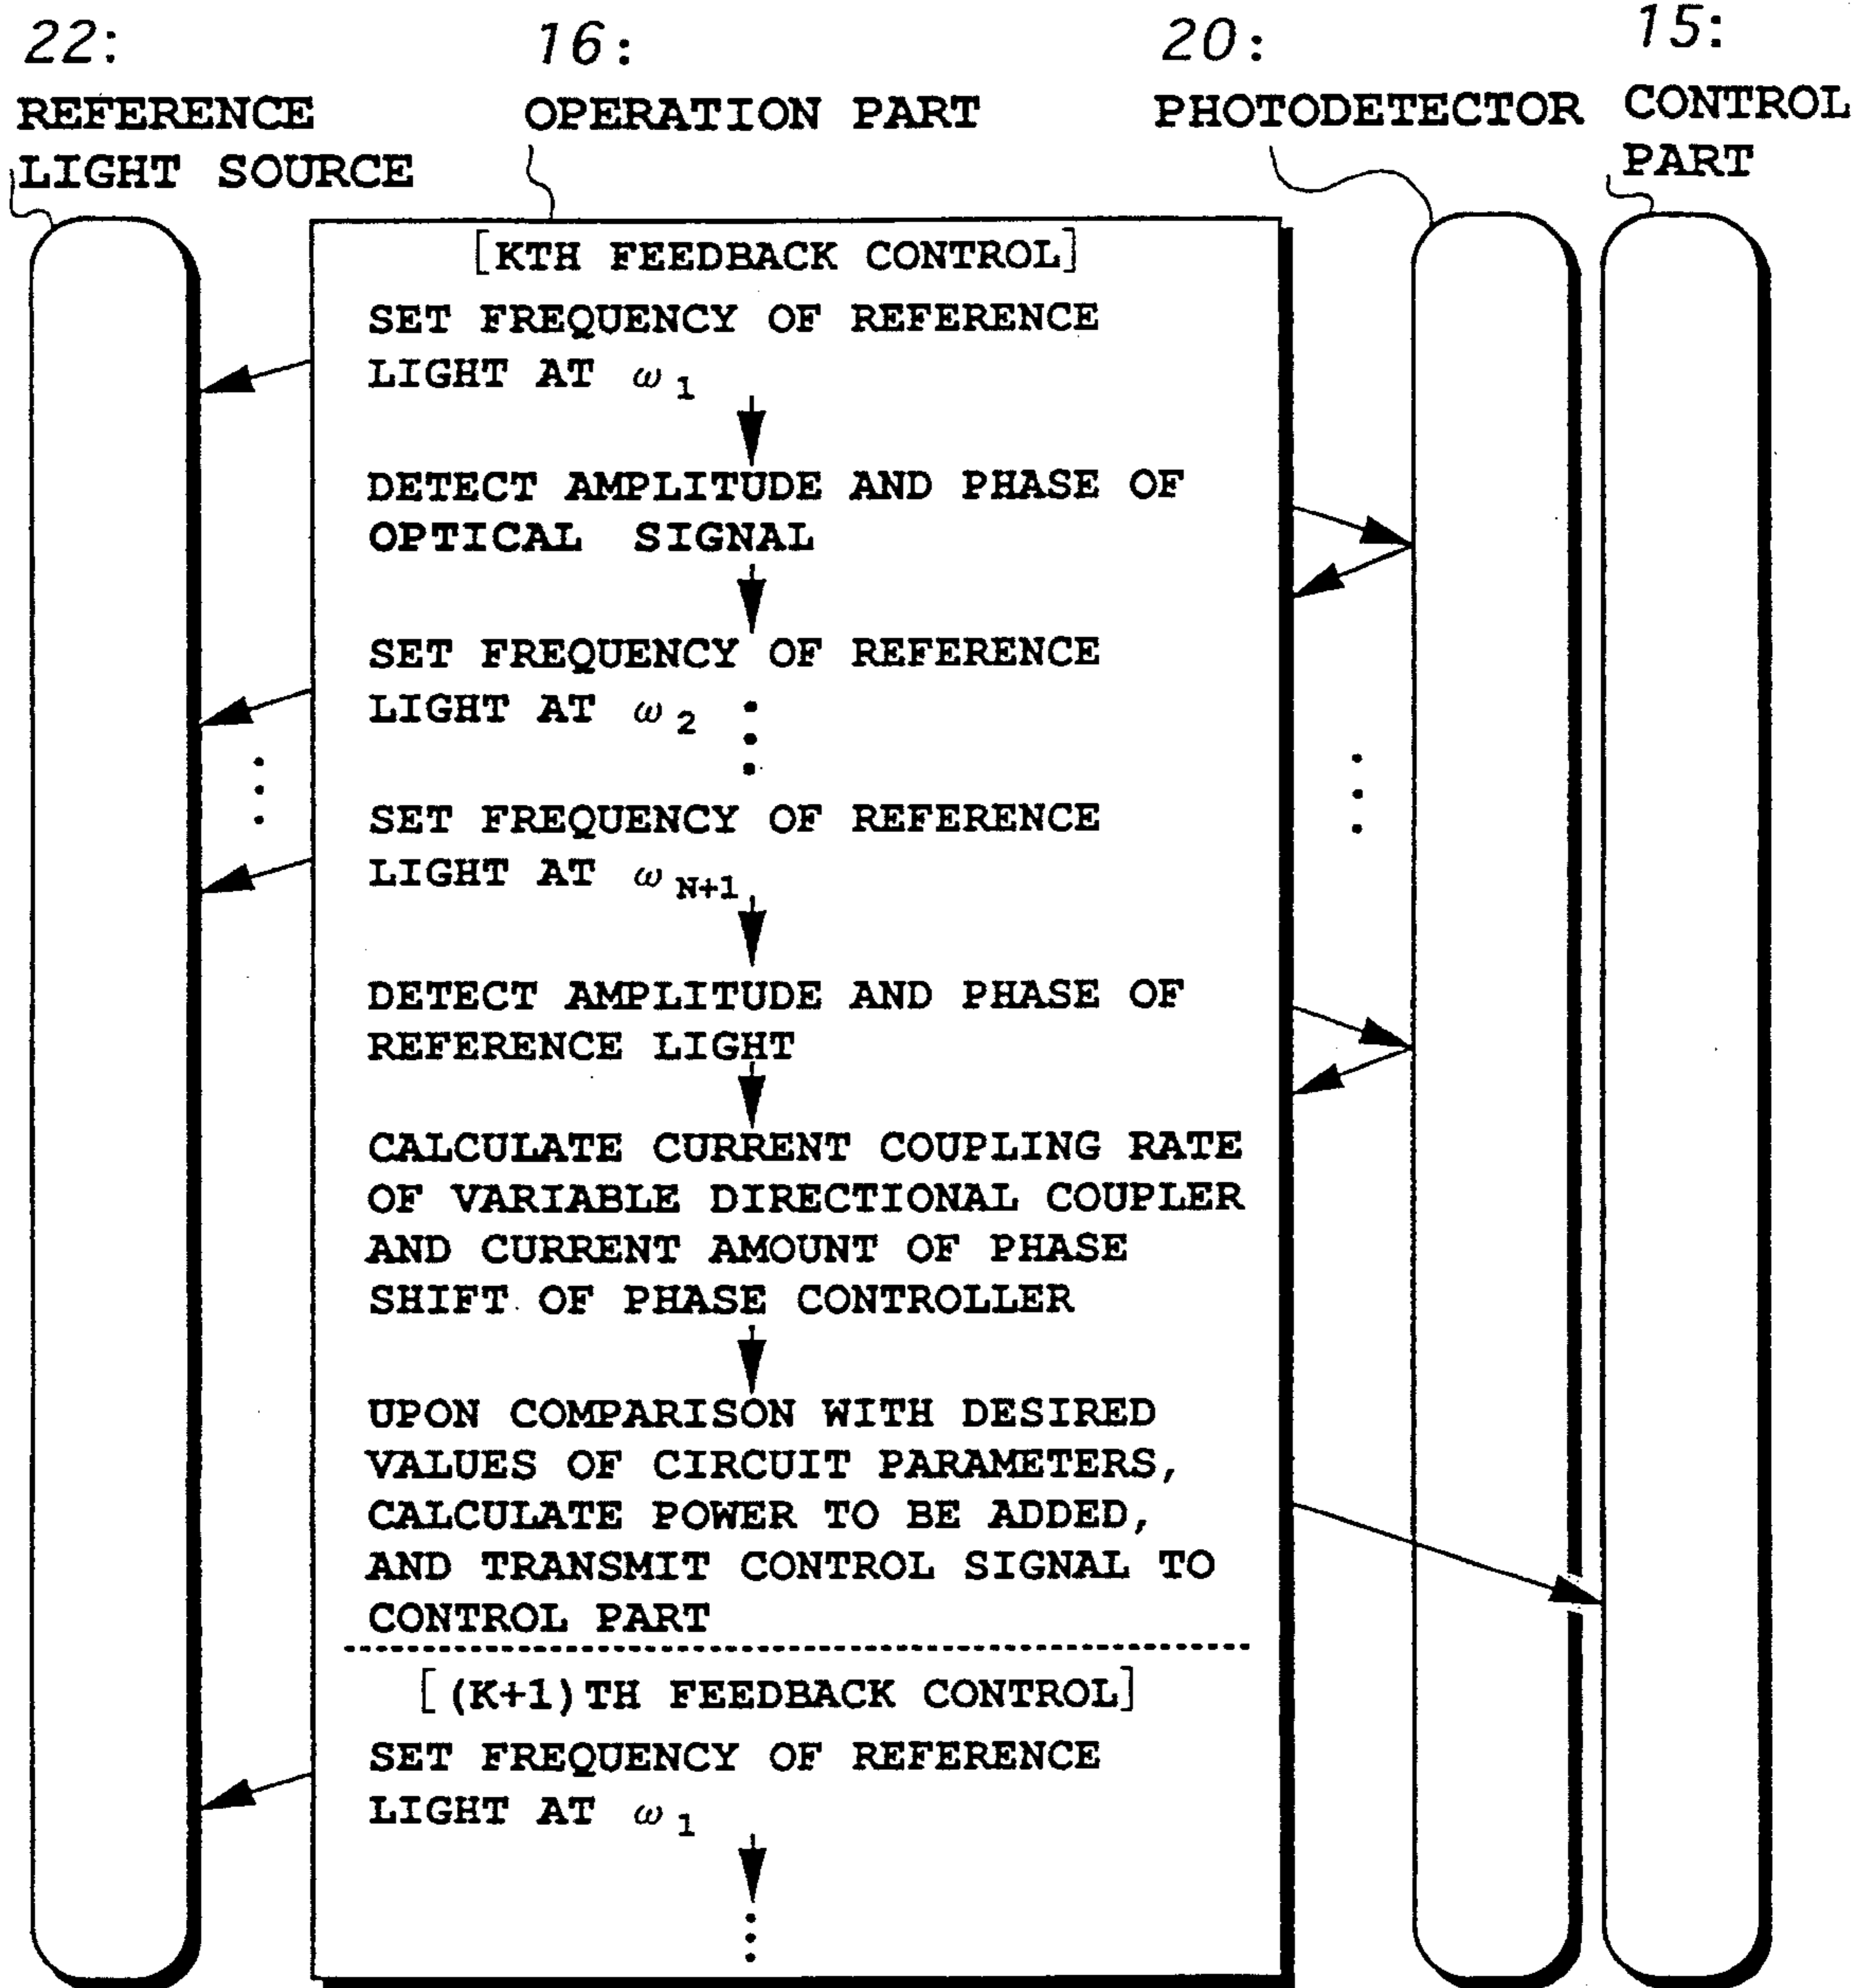 22:
REFERENCE
LIGHT SOURCE
16:
OPERATION PART
20:
PHOTODETECTOR
15:
CONTROL
PART
[KTH FEEDBACK CONTROL]
SET FREQUENCY OF REFERENCE
LIGHT AT ω1
DETECT AMPLITUDE AND PHASE OF
OPTICAL SIGNAL
SET FREQUENCY OF REFERENCE
LIGHT AT ω2
SET FREQUENCY OF REFERENCE
LIGHT AT ωN+1
DETECT AMPLITUDE AND PHASE OF
REFERENCE LIGHT
CALCULATE CURRENT COUPLING RATE
OF VARIABLE DIRECTIONAL COUPLER
AND CURRENT AMOUNT OF PHASE
SHIFT OF PHASE CONTROLLER
UPON COMPARISON WITH DESIRED
VALUES OF CIRCUIT PARAMETERS,
CALCULATE POWER TO BE ADDED,
AND TRANSMIT CONTROL SIGNAL TO
CONTROL PART
[(K+1)TH FEEDBACK CONTROL]
SET FREQUENCY OF REFERENCE
LIGHT AT ω1